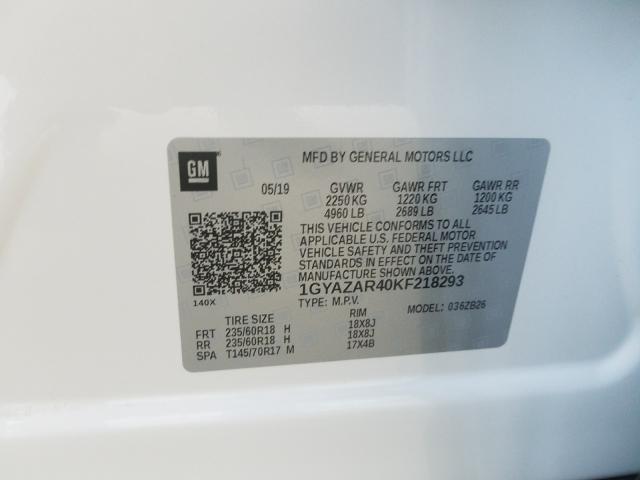 GM
MFD BY GENERAL MOTORS LLC
05/19 GVWR GAWR FRT GAWR RR
2250 KG 1220 KG 1200 KG
4960 LB 2689 LB 2645 LB
THIS VEHICLE CONFORMS TO ALL
APPLICABLE U.S. FEDERAL MOTOR
VEHICLE SAFETY AND THEFT PREVENTION
STANDARDS IN EFFECT ON THE DATE OF
MANUFACTURE SHOWN ABOVE.
1GYAZAR40KF218293
140X
TYPE: M.P.V. MODEL: 036ZB26
TIRE SIZE RIM
FRT 235/60R18 H 18X8J
RR 235/60R18 H 18X8J
SPA T145/70R17 M 17X4B